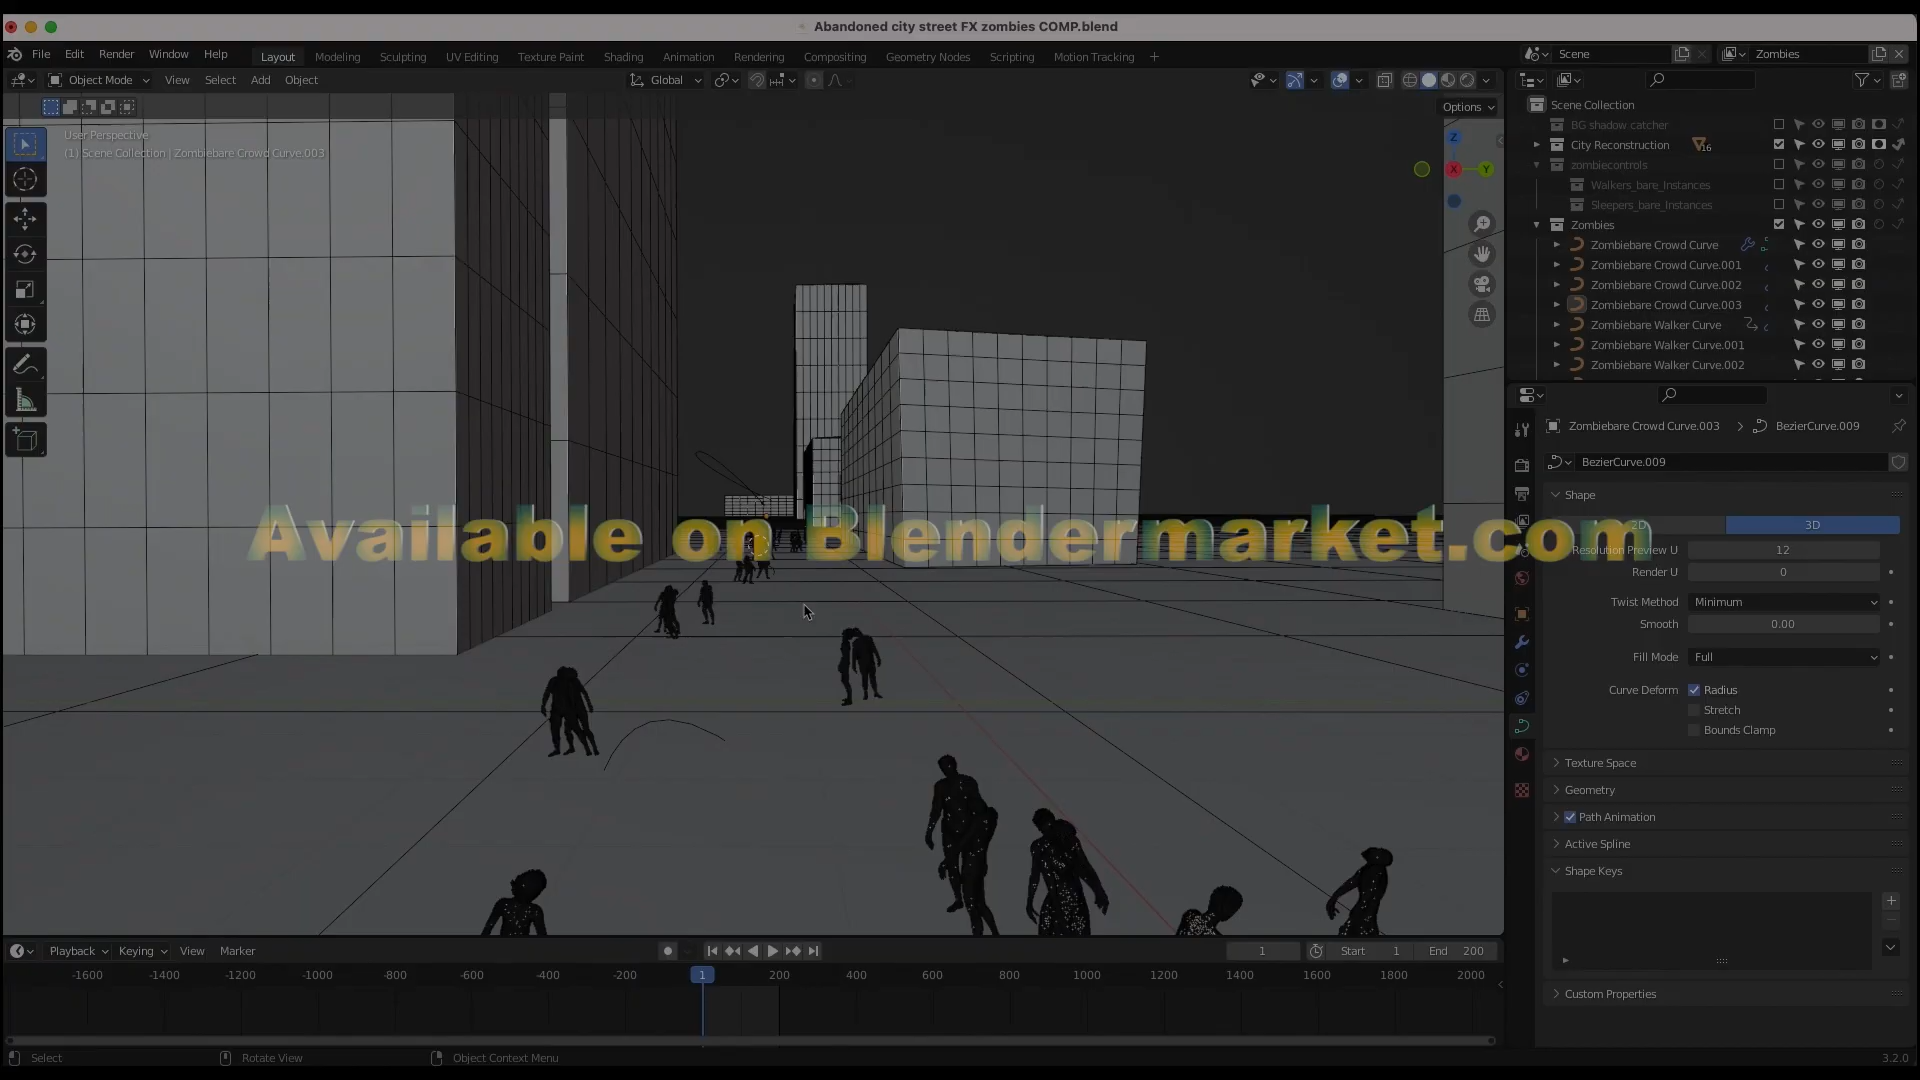 Abandoned city street FX zombies COMP.blend
File Edit Render Window Help
Layout Modeling Sculpting UV Editing Texture Paint Shading Animation Rendering Compositing Geometry Nodes Scripting Motion Tracking +
Scene
Zombies
Object Mode View Select Add Object
Global
Options
User Perspective
(1) Scene Collection | Zombiebare Crowd Curve.003
Z
X
Y
Scene Collection
BG shadow catcher
City Reconstruction
16
zombiecontrols
Walkers_bare_Instances
Sleepers_bare_Instances
Zombies
Zombiebare Crowd Curve
Zombiebare Crowd Curve.001
Zombiebare Crowd Curve.002
Zombiebare Crowd Curve.003
Zombiebare Walker Curve
Zombiebare Walker Curve.001
Zombiebare Walker Curve.002
Zombiebare Crowd Curve.003 > BezierCurve.009
BezierCurve.009
Shape
2D 3D
Available on Blendermarket.com
Resolution Preview U 12
Render U 0
Twist Method Minimum
Smooth 0.00
Fill Mode Full
Curve Deform Radius
Stretch
Bounds Clamp
Texture Space
Geometry
Path Animation
Active Spline
Shape Keys
Custom Properties
Playback Keying View Marker
1
Start 1
End 200
-1600 -1400 -1200 -1000 -800 -600 -400 -200 1 200 400 600 800 1000 1200 1400 1600 1800 2000
Select
Rotate View
Object Context Menu
3.2.0